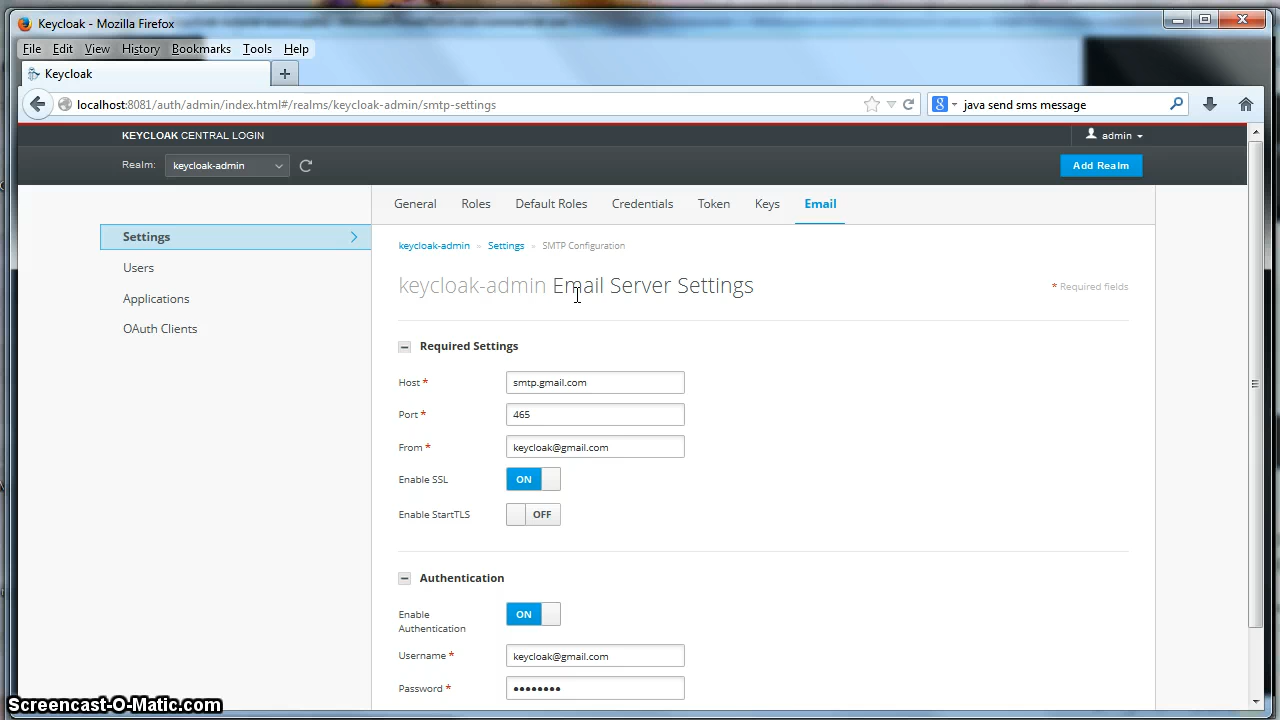 Keycloak - Mozilla Firefox
File Edit View History Bookmarks Tools Help
Keycloak
localhost:8081/auth/admin/index.html#/realms/keycloak-admin/smtp-settings
java send sms message
KEYCLOAK CENTRAL LOGIN
admin
Realm: keycloak-admin
Add Realm
General Roles Default Roles Credentials Token Keys Email
Settings
Users
Applications
OAuth Clients
keycloak-admin » Settings » SMTP Configuration
keycloak-admin Email Server Settings
* Required fields
Required Settings
Host * smtp.gmail.com
Port * 465
From * keycloak@gmail.com
Enable SSL ON
Enable StartTLS OFF
Authentication
Enable ON
Authentication
Username * keycloak@gmail.com
Password * ••••••••
Screencast-O-Matic.com